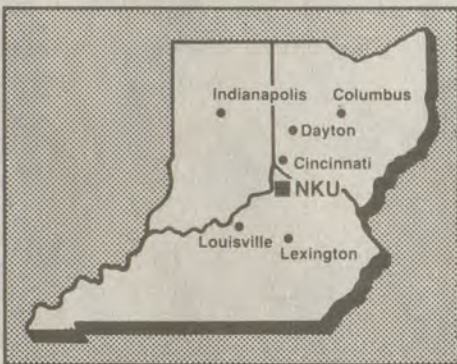 Indianapolis
Columbus
Dayton
Cincinnati
NKU
Louisville
Lexington